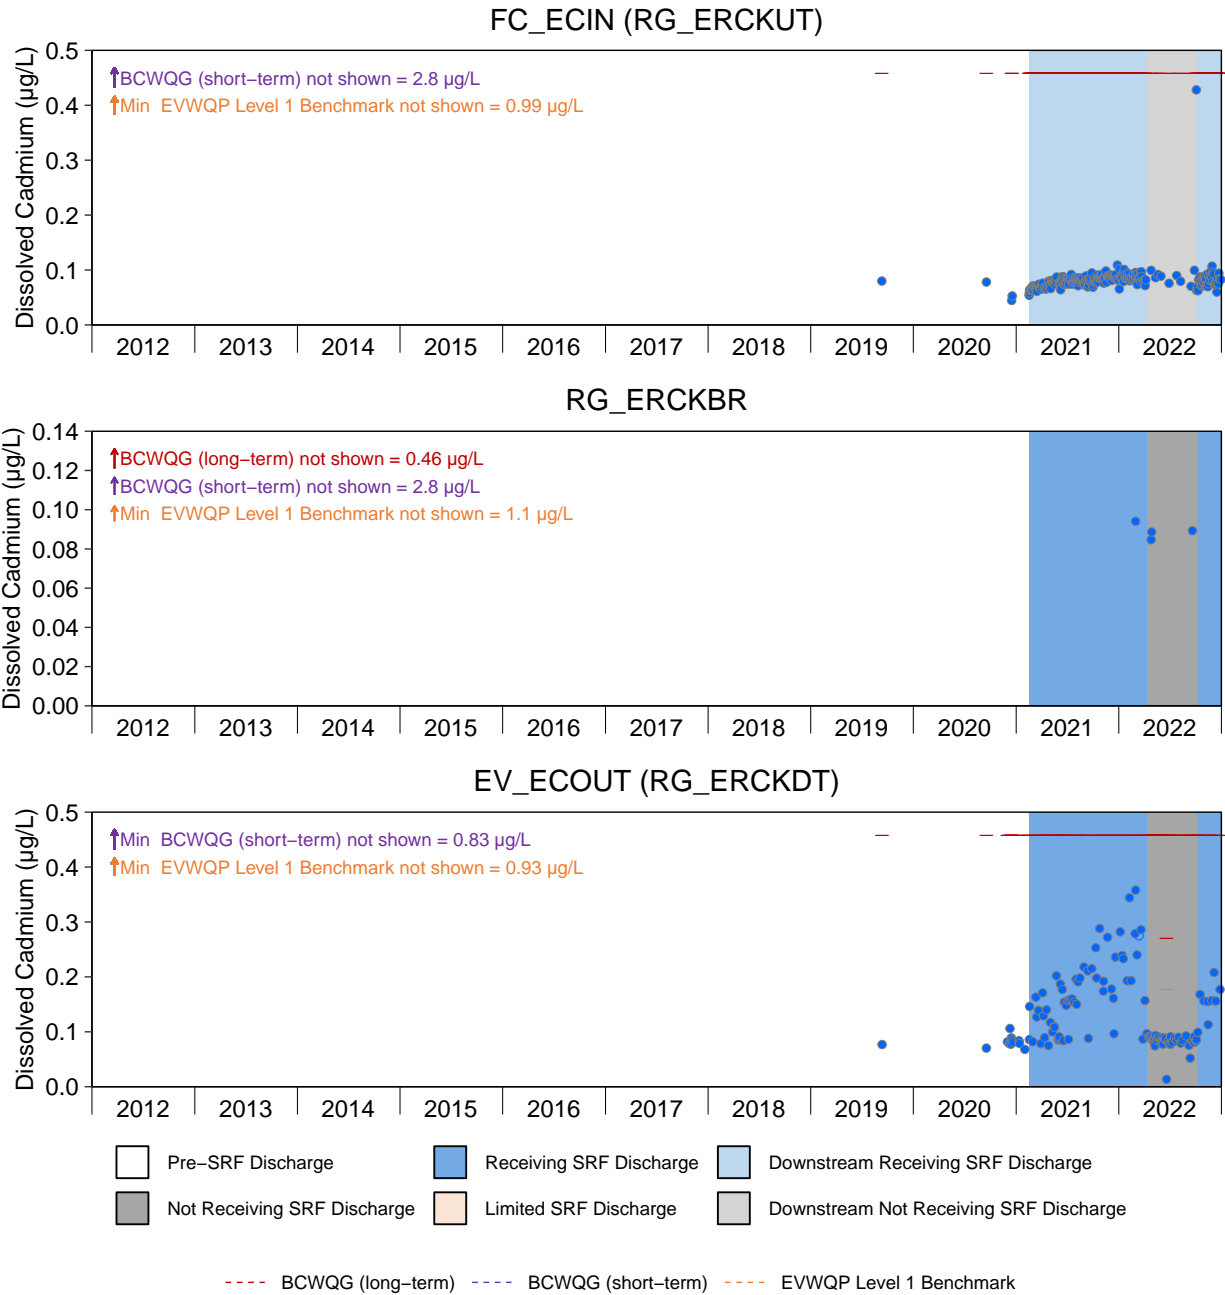 FC_ECIN (RG_ERCKUT)
Dissolved Cadmium (µg/L)
0.5
0.4
0.3
0.2
0.1
0.0
BCWQG (short−term) not shown = 2.8 µg/L
Min EVWQP Level 1 Benchmark not shown = 0.99 µg/L
2012 2013 2014 2015 2016 2017 2018 2019 2020 2021 2022
RG_ERCKBR
Dissolved Cadmium (µg/L)
0.14
0.12
0.10
0.08
0.06
0.04
0.02
0.00
BCWQG (long−term) not shown = 0.46 µg/L
BCWQG (short−term) not shown = 2.8 µg/L
Min EVWQP Level 1 Benchmark not shown = 1.1 µg/L
2012 2013 2014 2015 2016 2017 2018 2019 2020 2021 2022
EV_ECOUT (RG_ERCKDT)
Dissolved Cadmium (µg/L)
0.5
0.4
0.3
0.2
0.1
0.0
Min BCWQG (short−term) not shown = 0.83 µg/L
Min EVWQP Level 1 Benchmark not shown = 0.93 µg/L
2012 2013 2014 2015 2016 2017 2018 2019 2020 2021 2022
Pre−SRF Discharge Receiving SRF Discharge Downstream Receiving SRF Discharge
Not Receiving SRF Discharge Limited SRF Discharge Downstream Not Receiving SRF Discharge
BCWQG (long−term) BCWQG (short−term) EVWQP Level 1 Benchmark